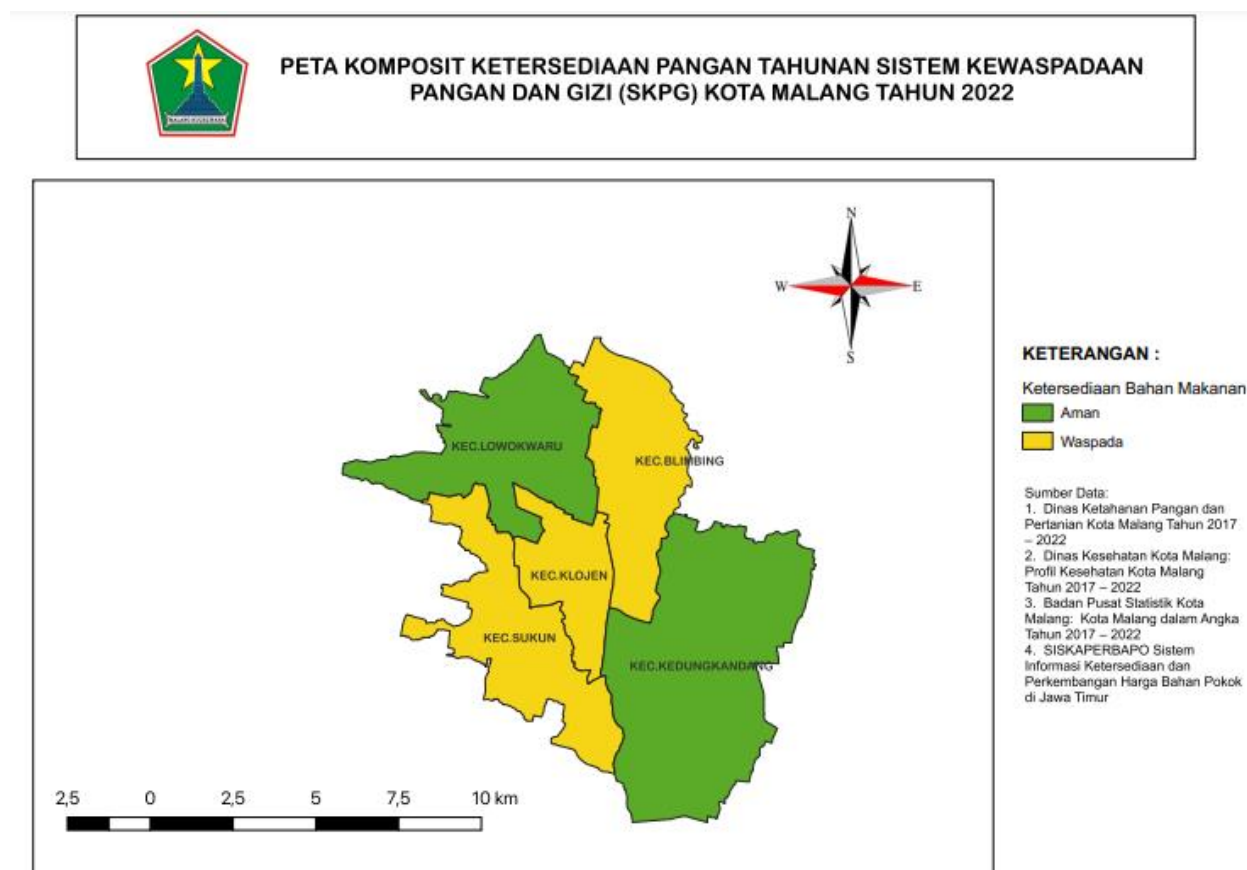 PETA KOMPOSIT KETERSEDIAAN PANGAN TAHUNAN SISTEM KEWASPADAAN
PANGAN DAN GIZI (SKPG) KOTA MALANG TAHUN 2022
N
W
E
S
KEC.LOWOKWARU
KEC.BLIMBING
KEC.KLOJEN
KEC.SUKUN
KEC.KEDUNGKANDANG
2,5 0 2,5 5 7,5 10 km
KETERANGAN :
Ketersediaan Bahan Makanan
Aman
Waspada
Sumber Data:
1. Dinas Ketahanan Pangan dan
Pertanian Kota Malang Tahun 2017
– 2022
2. Dinas Kesehatan Kota Malang:
Profil Kesehatan Kota Malang
Tahun 2017 – 2022
3. Badan Pusat Statistik Kota
Malang: Kota Malang dalam Angka
Tahun 2017 – 2022
4. SISKAPERBAPO Sistem
Informasi Ketersediaan dan
Perkembangan Harga Bahan Pokok
di Jawa Timur